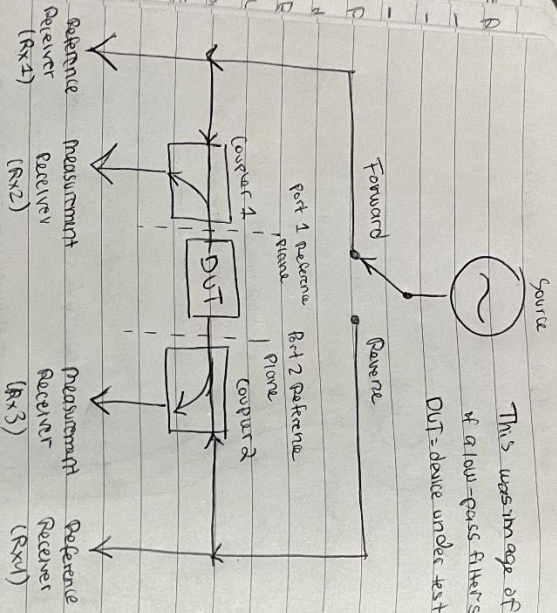 Source
This was image of
of a low-pass filters
DUT = device under test
Forward
Reverse
Port 1 Reference
Plane
Port 2 Reference
Plane
Coupler 1
DUT
Coupler 2
Reference
Receiver
(Rx1)
Measurement
Receiver
(Rx2)
Measurement
Receiver
(Rx3)
Reference
Receiver
(Rx4)